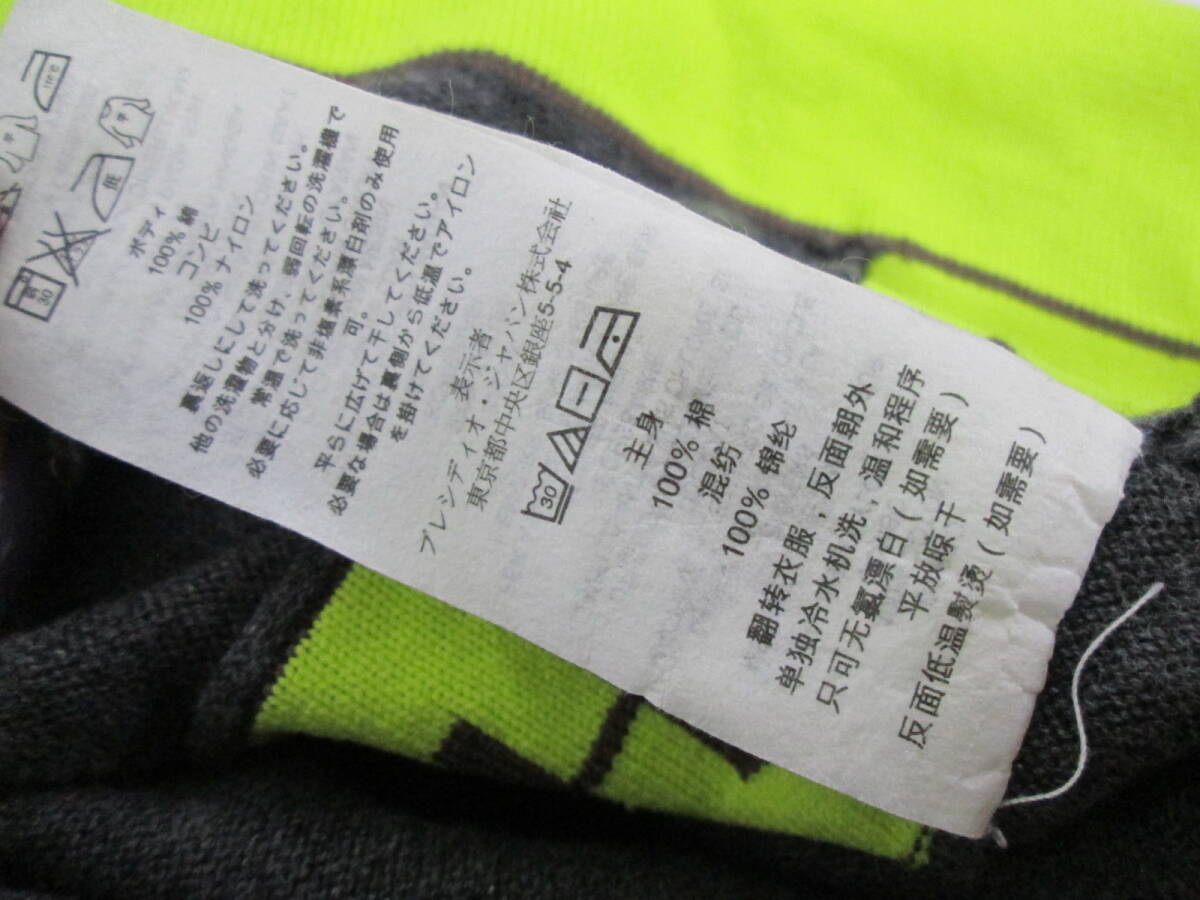 ボディ
100% 綿
コンビ
100% ナイロン
裏返しにして洗ってください。
他の洗濯物と分け、弱回転の洗濯機で
常温で洗ってください。
必要に応じて非塩素系漂白剤のみ使用
可。
平らに広げて干してください。
必要な場合は裏側から低温でアイロン
を掛けてください。
表示者
プレシディオ・ジャパン株式会社
東京都中央区銀座5-5-4
30
主身
100% 棉
混纺
100% 锦纶
翻转衣服，反面朝外
单独冷水机洗，温和程序
只可无氯漂白（如需要）
平放晾干
反面低温熨烫（如需要）